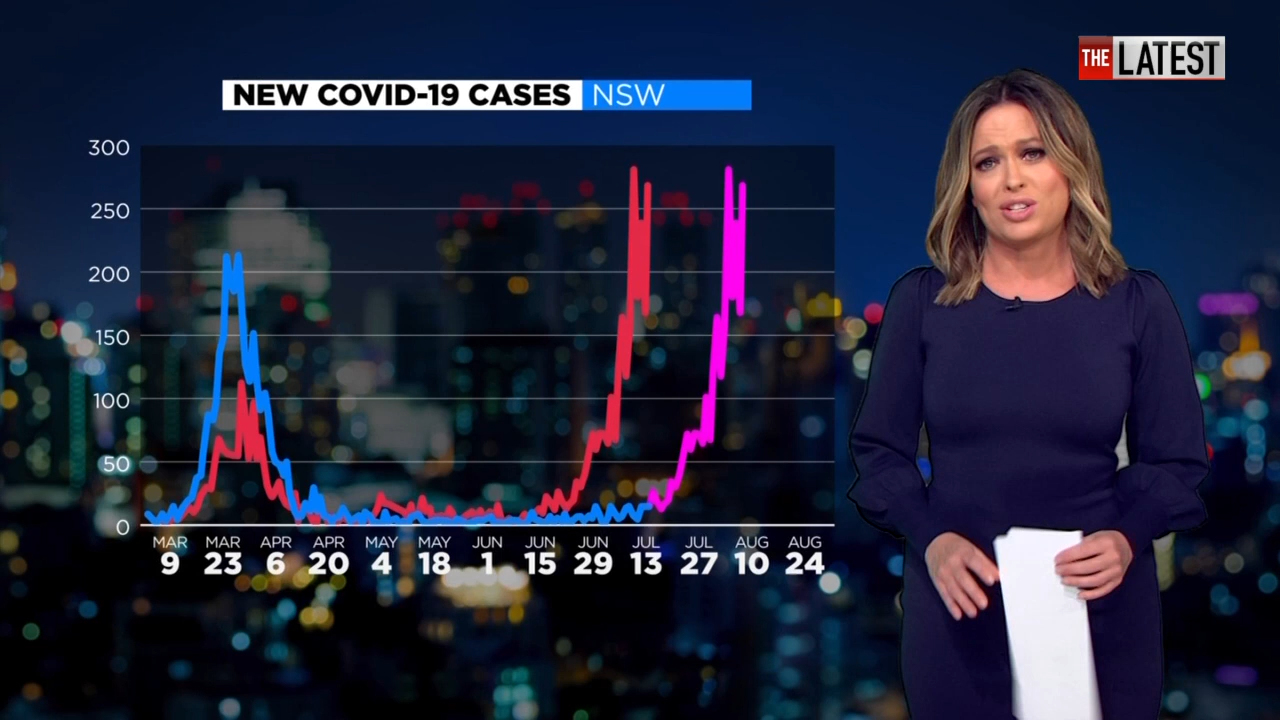 THE LATEST
NEW COVID-19 CASES NSW
300
250
200
150
100
50
0
MAR MAR APR APR MAY MAY JUN JUN JUN JUL JUL AUG AUG
9 23 6 20 4 18 1 15 29 13 27 10 24